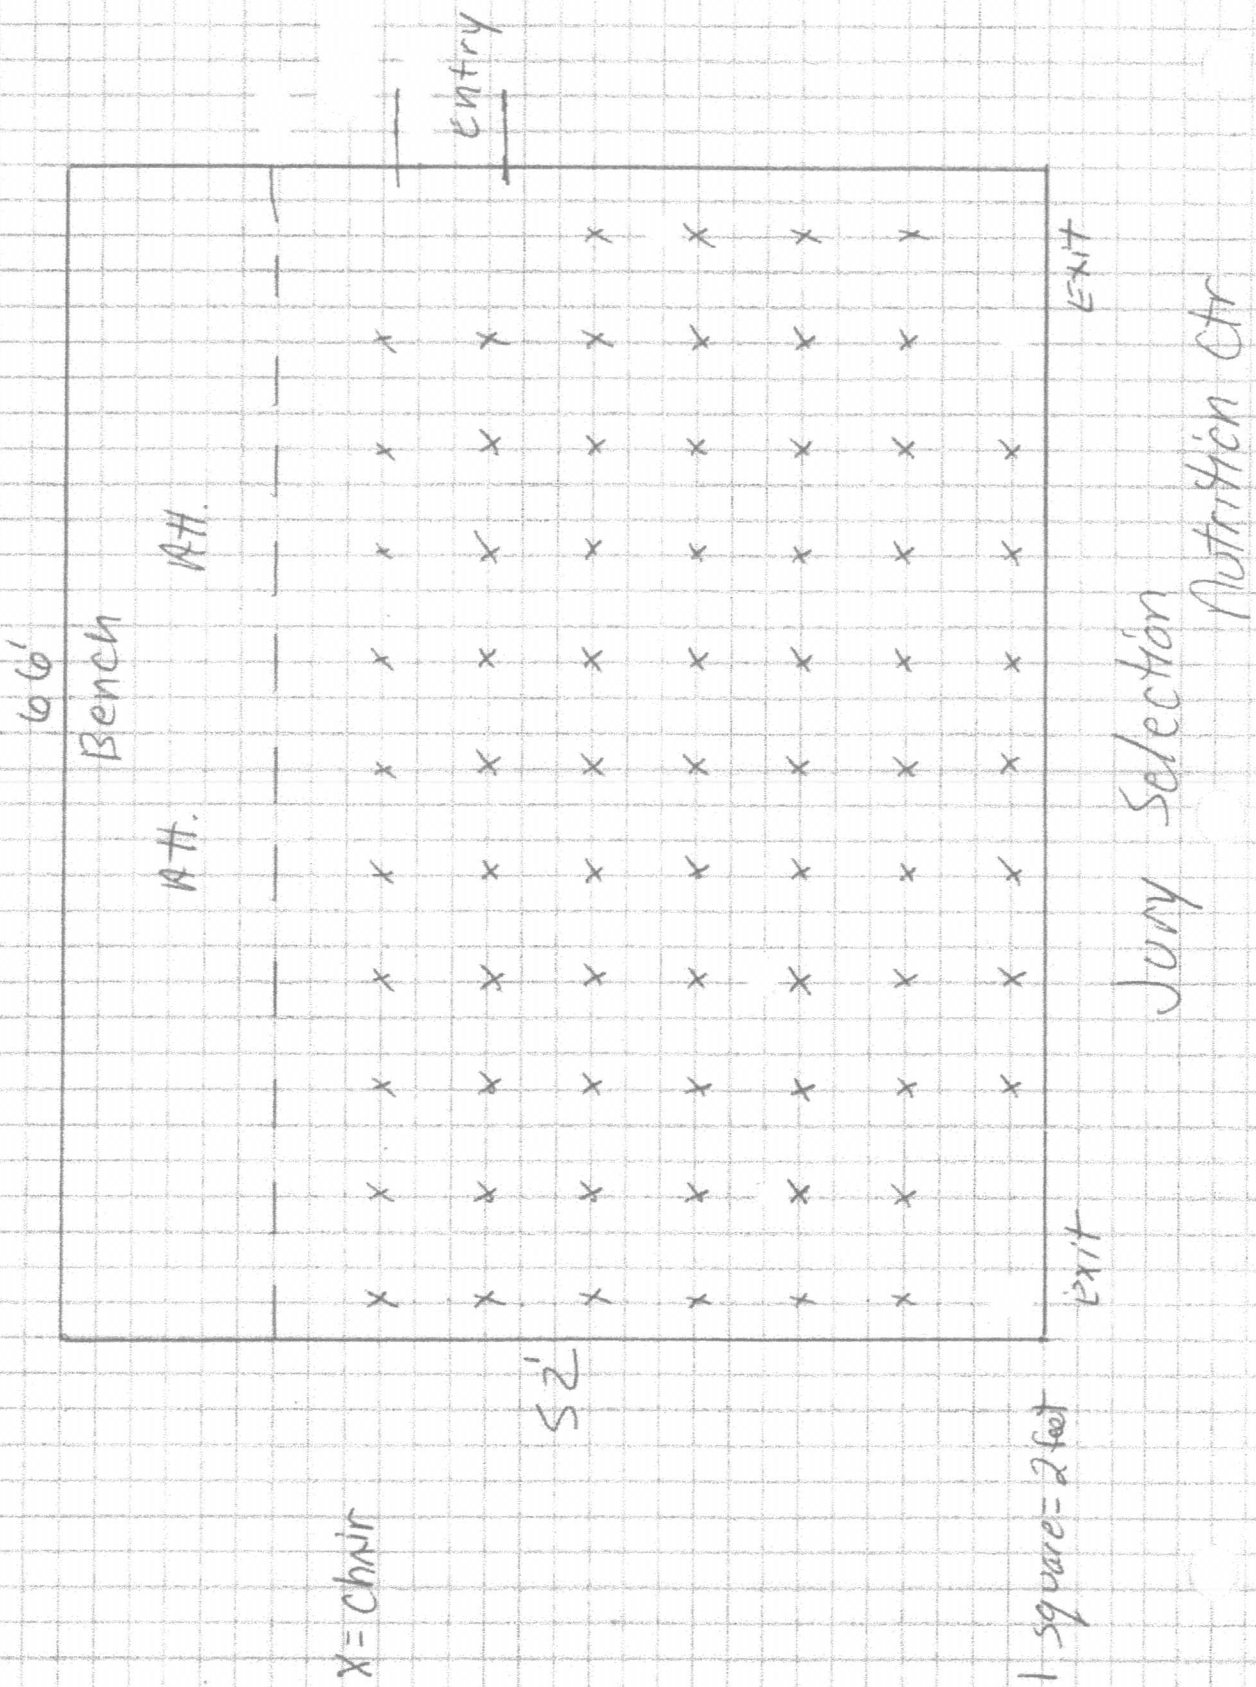 66'
Bench
Att. Att.
X = Chair
Entry
52'
1 square = 2 feet
Exit Exit
Jury Selection
Nutrition Ctr